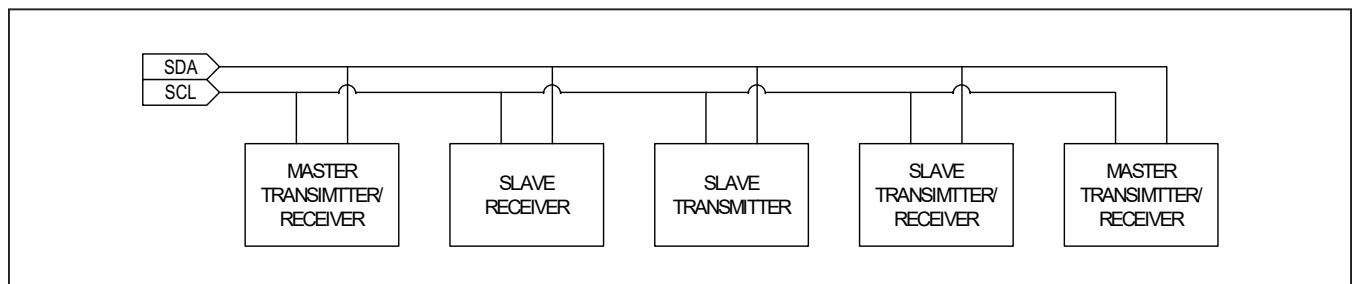 SDA
SCL
MASTER
TRANSIMTTER/
RECEIVER
SLAVE
RECEIVER
SLAVE
TRANSMITTER
SLAVE
TRANSIMTTER/
RECEIVER
MASTER
TRANSIMTTER/
RECEIVER